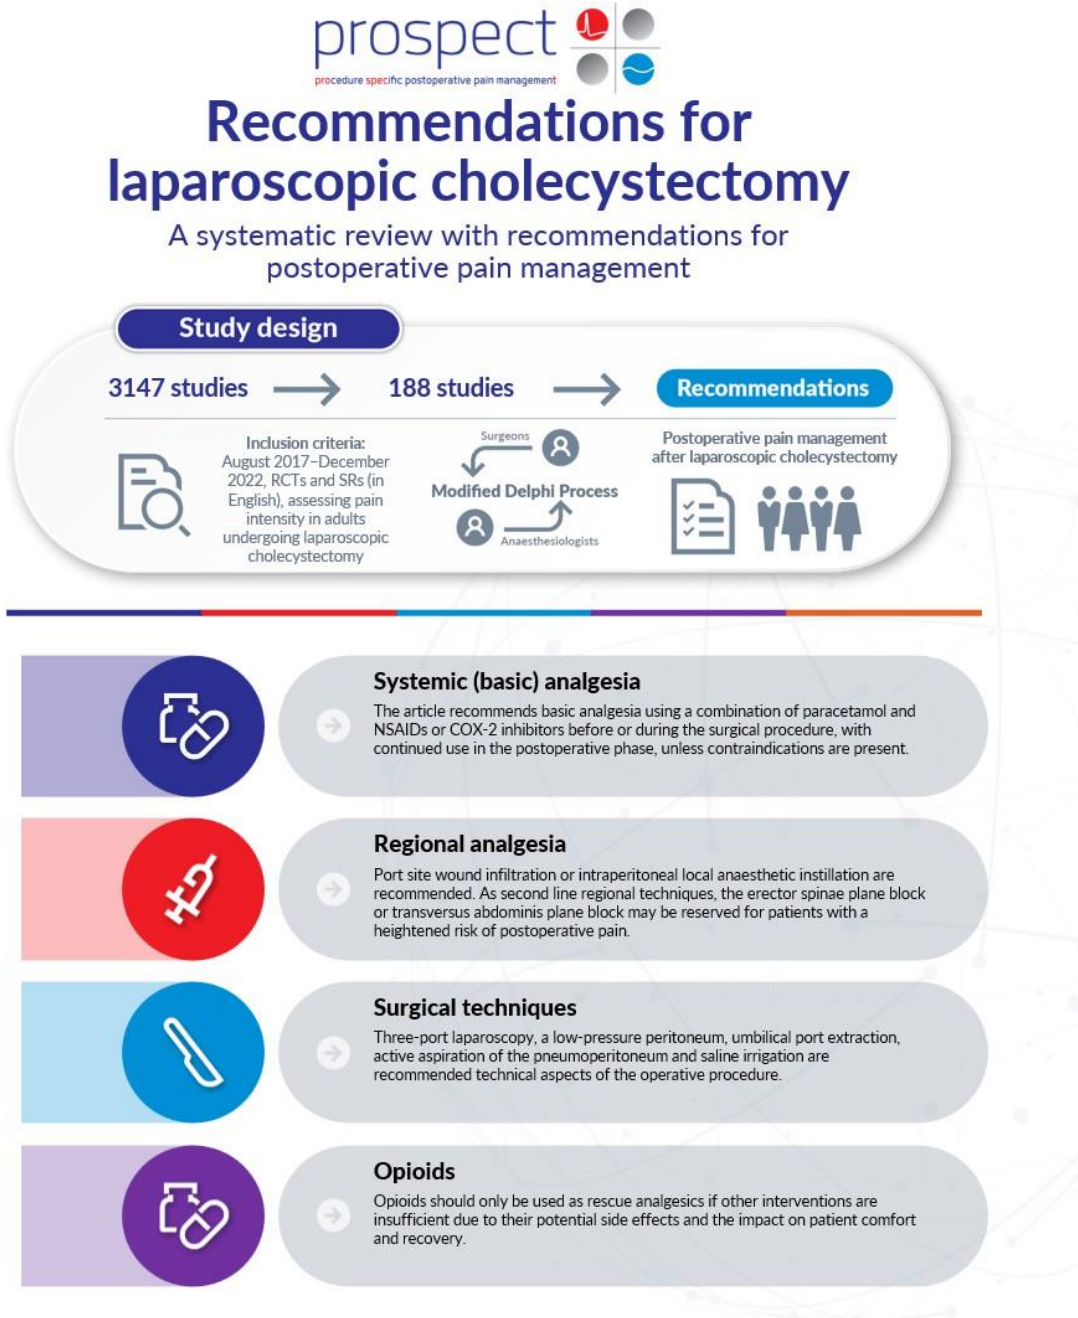 prospect
procedure specific postoperative pain management
Recommendations for
laparoscopic cholecystectomy
A systematic review with recommendations for
postoperative pain management
Study design
3147 studies
188 studies
Recommendations
Inclusion criteria:
August 2017–December
2022, RCTs and SRs (in
English), assessing pain
intensity in adults
undergoing laparoscopic
cholecystectomy
Surgeons
Modified Delphi Process
Anaesthesiologists
Postoperative pain management
after laparoscopic cholecystectomy
Systemic (basic) analgesia
The article recommends basic analgesia using a combination of paracetamol and
NSAIDs or COX-2 inhibitors before or during the surgical procedure, with
continued use in the postoperative phase, unless contraindications are present.
Regional analgesia
Port site wound infiltration or intraperitoneal local anaesthetic instillation are
recommended. As second line regional techniques, the erector spinae plane block
or transversus abdominis plane block may be reserved for patients with a
heightened risk of postoperative pain.
Surgical techniques
Three-port laparoscopy, a low-pressure peritoneum, umbilical port extraction,
active aspiration of the pneumoperitoneum and saline irrigation are
recommended technical aspects of the operative procedure.
Opioids
Opioids should only be used as rescue analgesics if other interventions are
insufficient due to their potential side effects and the impact on patient comfort
and recovery.